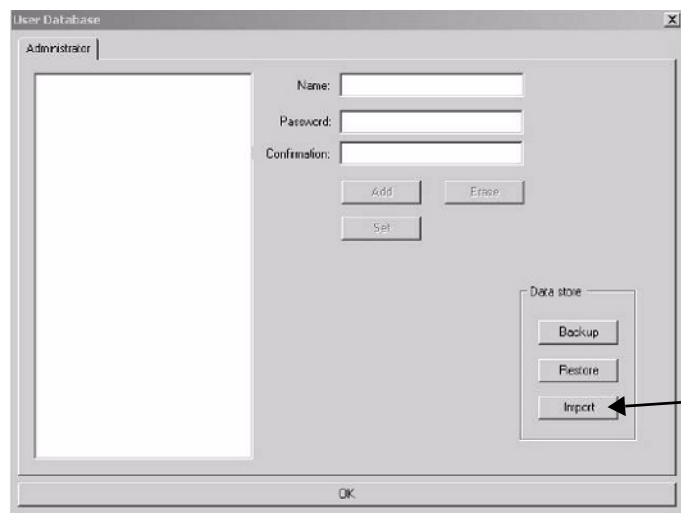 User Database
Administrator
Name:
Password:
Confirmation:
Add Erase
Set
Data store
Backup
Restore
Import
OK